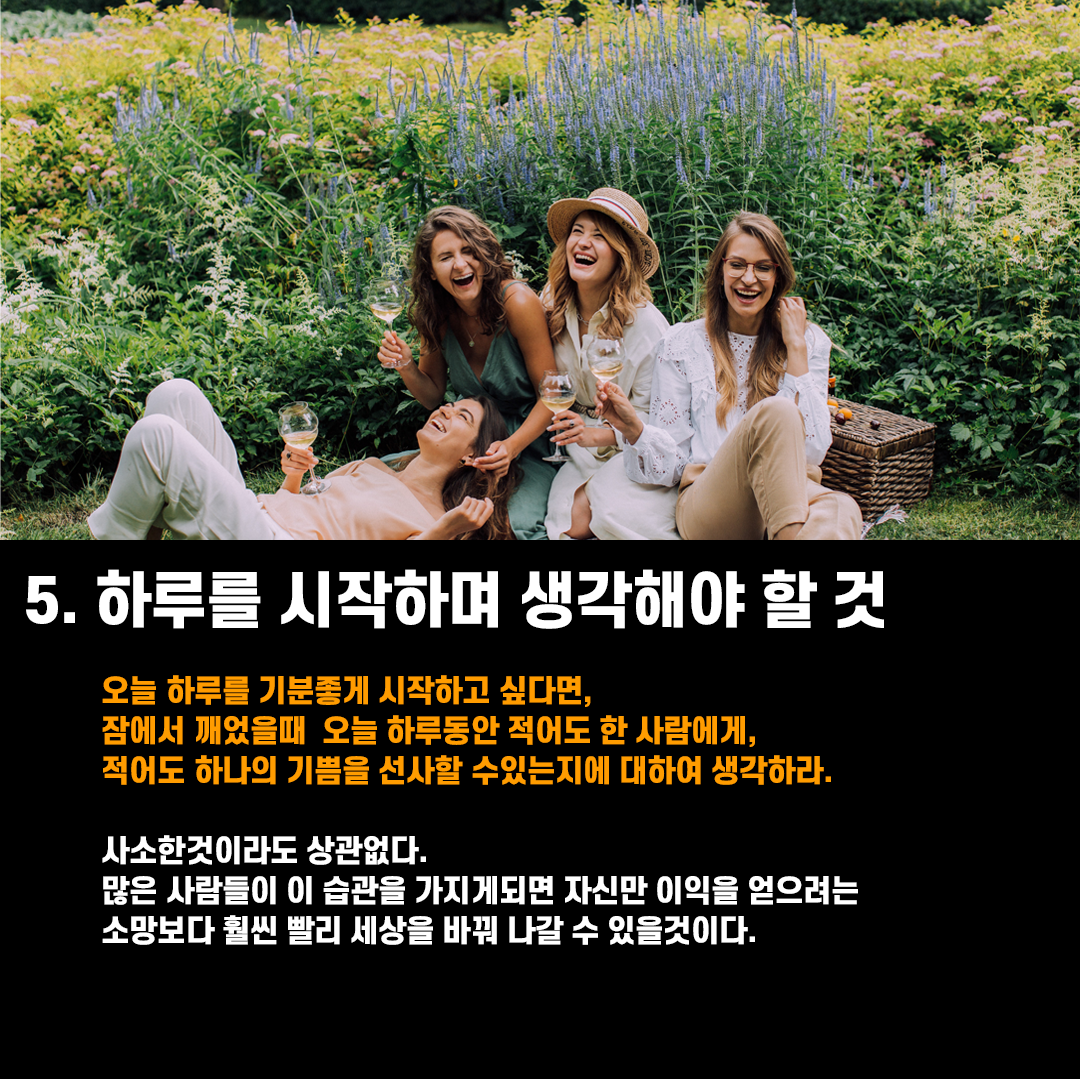 5. 하루를 시작하며 생각해야 할 것
오늘 하루를 기분좋게 시작하고 싶다면,
잠에서 깨었을때  오늘 하루동안 적어도 한 사람에게,
적어도 하나의 기쁨을 선사할 수있는지에 대하여 생각하라.
사소한것이라도 상관없다.
많은 사람들이 이 습관을 가지게되면 자신만 이익을 얻으려는
소망보다 훨씬 빨리 세상을 바꿔 나갈 수 있을것이다.